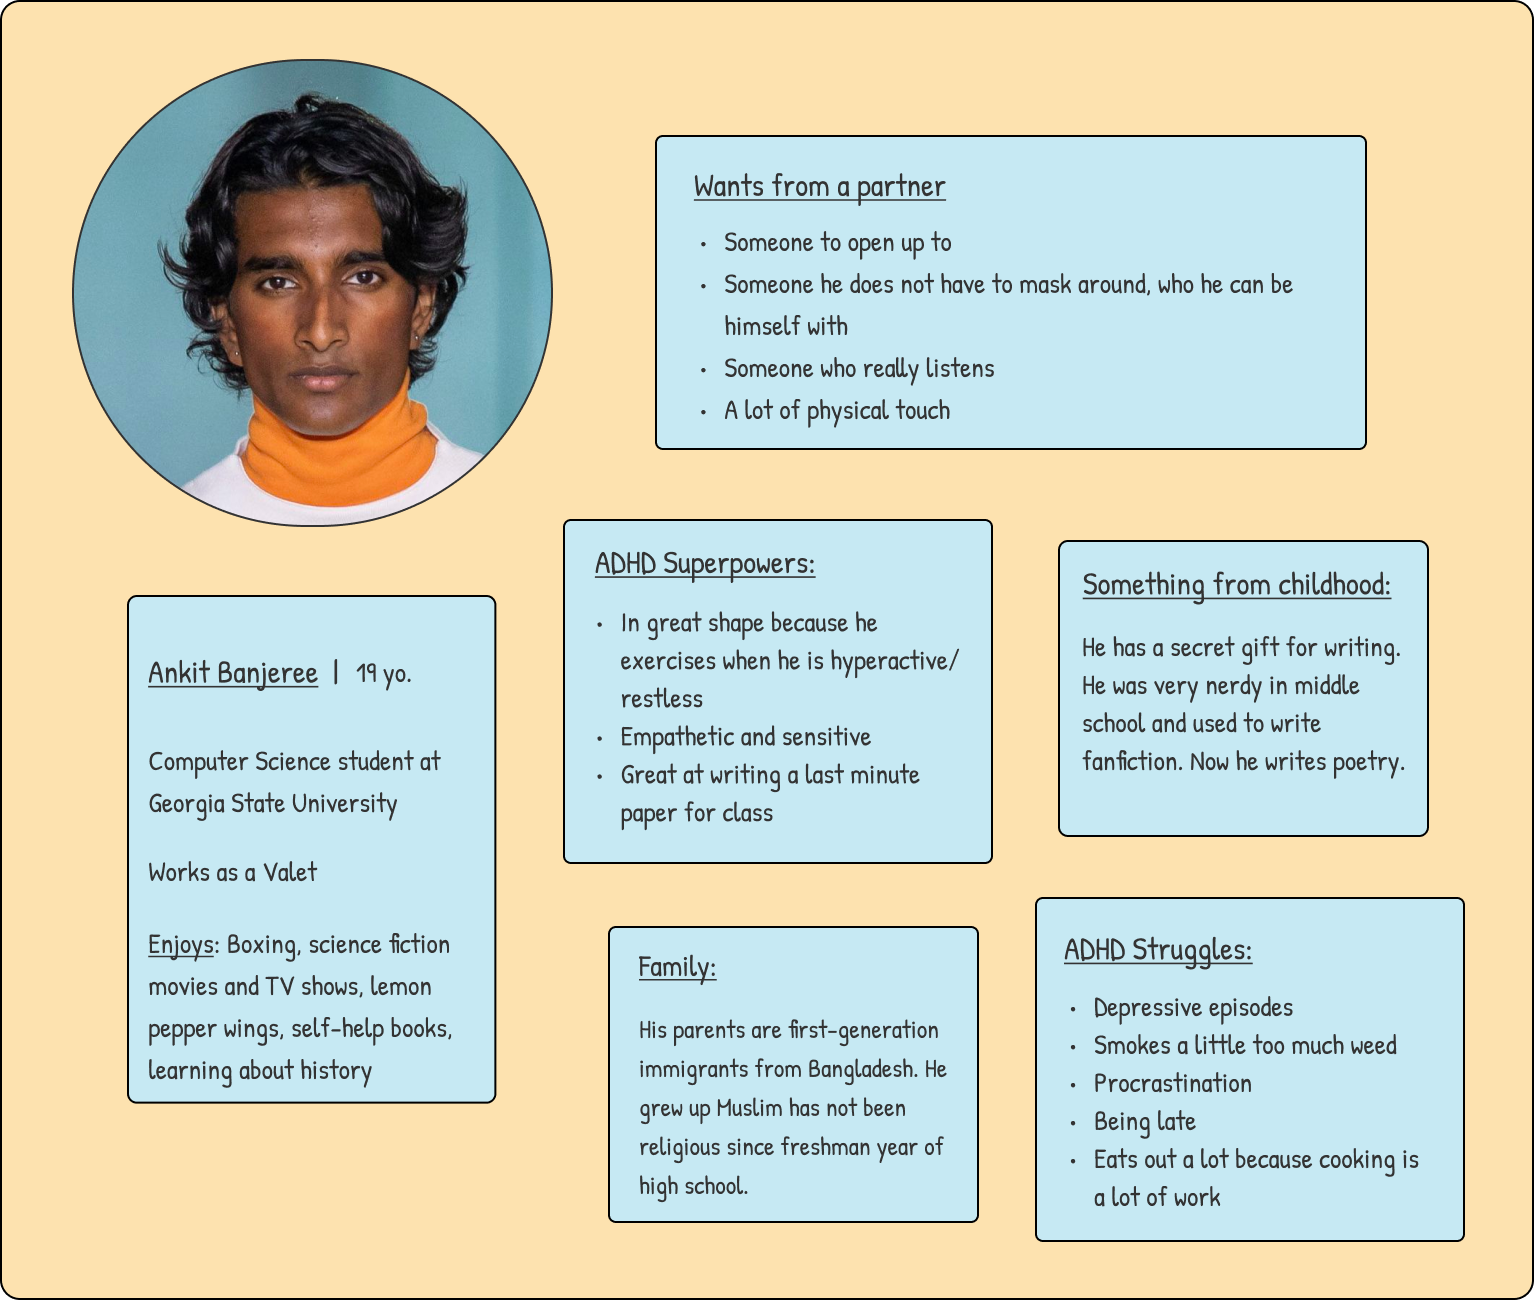 Wants from a partner
• Someone to open up to
• Someone he does not have to mask around, who he can be
himself with
• Someone who really listens
• A lot of physical touch
Ankit Banjeree | 19 yo.
Computer Science student at
Georgia State University
Works as a Valet
Enjoys: Boxing, science fiction
movies and TV shows, lemon
pepper wings, self-help books,
learning about history
ADHD Superpowers:
• In great shape because he
exercises when he is hyperactive/
restless
• Empathetic and sensitive
• Great at writing a last minute
paper for class
Something from childhood:
He has a secret gift for writing.
He was very nerdy in middle
school and used to write
fanfiction. Now he writes poetry.
Family:
His parents are first-generation
immigrants from Bangladesh. He
grew up Muslim has not been
religious since freshman year of
high school.
ADHD Struggles:
• Depressive episodes
• Smokes a little too much weed
• Procrastination
• Being late
• Eats out a lot because cooking is
a lot of work